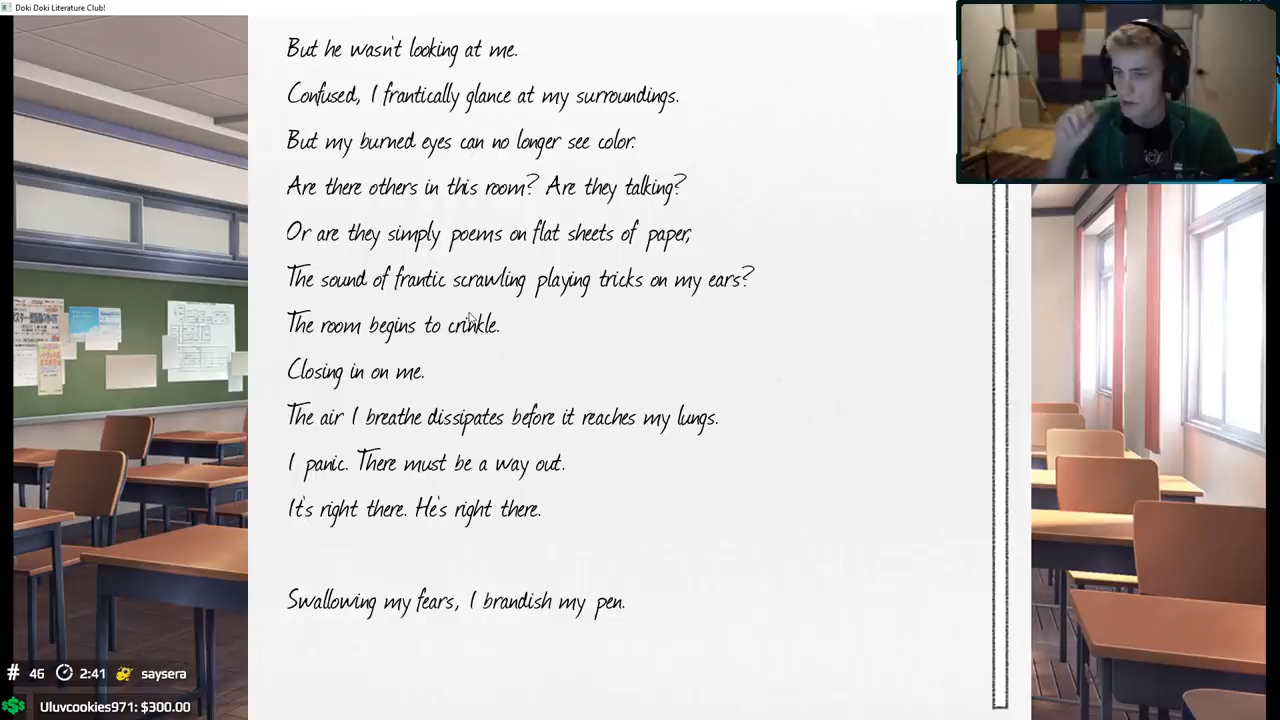 Doki Doki Literature Club!
But he wasn't looking at me.
Confused, I frantically glance at my surroundings.
But my burned eyes can no longer see color.
Are there others in this room? Are they talking?
Or are they simply poems on flat sheets of paper,
The sound of frantic scrawling playing tricks on my ears?
The room begins to crinkle.
Closing in on me.
The air I breathe dissipates before it reaches my lungs.
I panic. There must be a way out.
It's right there. He's right there.
Swallowing my fears, I brandish my pen.
# 46 2:41 saysera
Uluvcookies971: $300.00